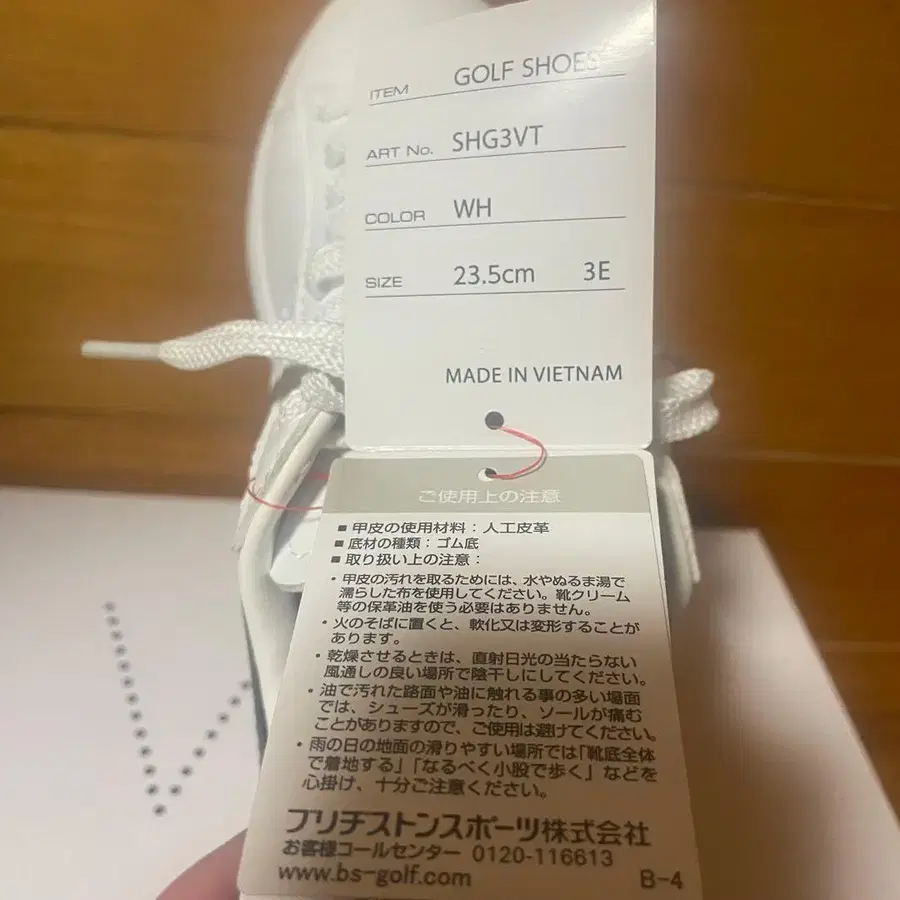 ITEM GOLF SHOES
ART No. SHG3VT
COLOR WH
SIZE 23.5cm 3E
MADE IN VIETNAM
ご使用上の注意
■ 甲皮の使用材料：人工皮革
■ 底材の種類：ゴム底
■ 取り扱い上の注意：
・甲皮の汚れを取るためには、水やぬるま湯で
濡らした布を使用してください。靴クリーム
等の保革油を使う必要はありません。
・火のそばに置くと、軟化又は変形することが
あります。
・乾燥させるときは、直射日光の当たらない
風通しの良い場所で陰干しにしてください。
・油で汚れた路面や油に触れる事の多い場面
では、シューズが滑ったり、ソールが痛む
ことがありますので、ご使用は避けてください。
・雨の日の地面の滑りやすい場所では「靴底全体
で着地する」「なるべく小股で歩く」などを
心掛け、十分ご注意ください。
ブリヂストンスポーツ株式会社
お客様コールセンター 0120-116613
www.bs-golf.com
B-4